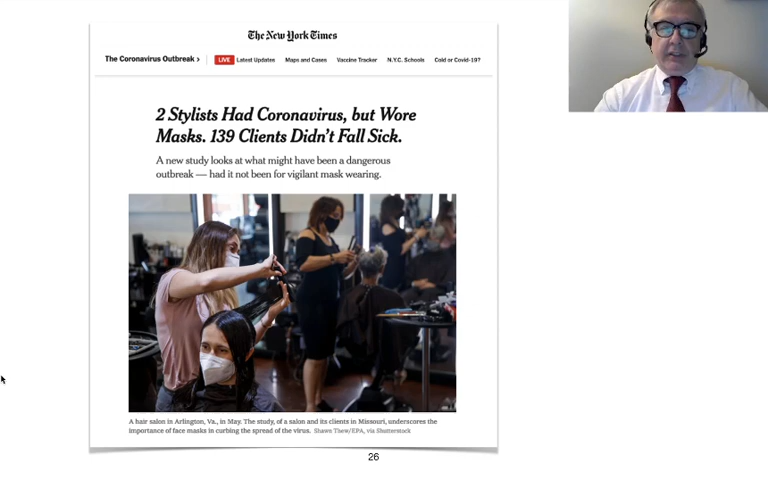 The New York Times
The Coronavirus Outbreak › LIVE Latest Updates Maps and Cases Vaccine Tracker N.Y.C. Schools Cold or Covid-19?
2 Stylists Had Coronavirus, but Wore
Masks. 139 Clients Didn't Fall Sick.
A new study looks at what might have been a dangerous
outbreak — had it not been for vigilant mask wearing.
A hair salon in Arlington, Va., in May. The study, of a salon and its clients in Missouri, underscores the
importance of face masks in curbing the spread of the virus. Shawn Thew/EPA, via Shutterstock
26